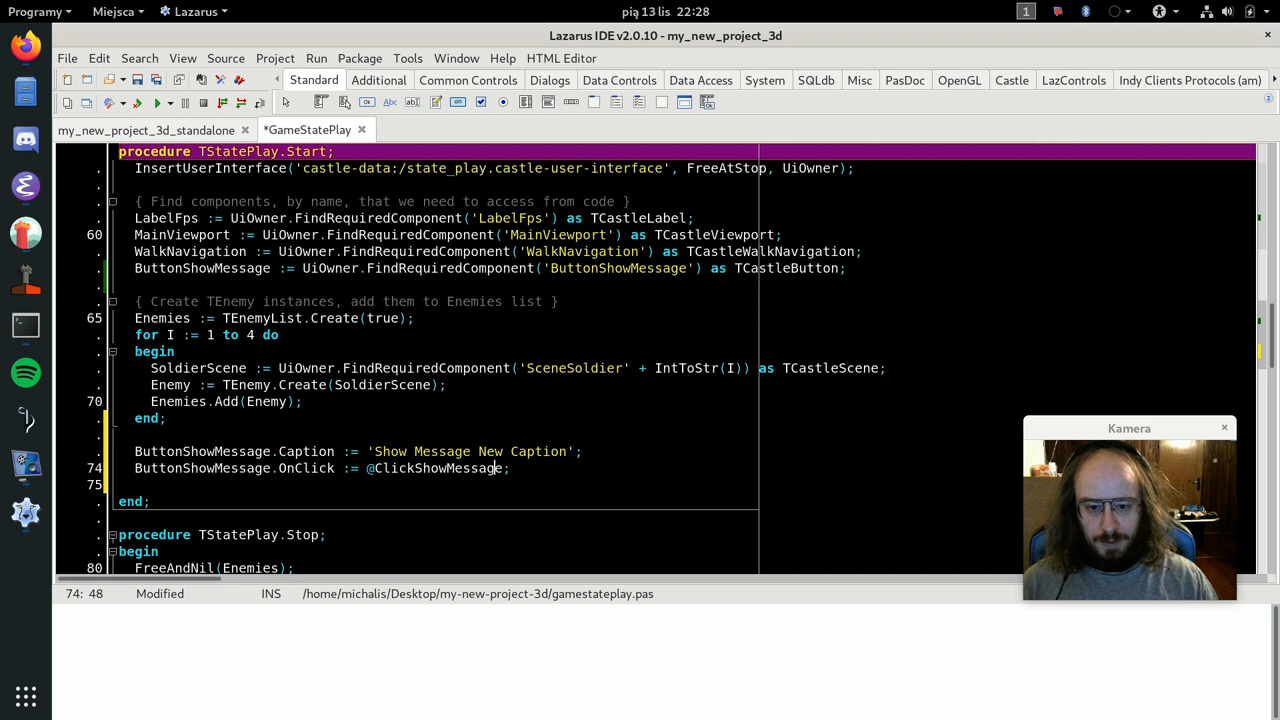 Programy
Miejsca
Lazarus
pią 13 lis 22:28
1
Lazarus IDE v2.0.10 - my_new_project_3d
File Edit Search View Source Project Run Package Tools Window Help HTML Editor
Standard Additional Common Controls Dialogs Data Controls Data Access System SQLdb Misc PasDoc OpenGL Castle LazControls Indy Clients Protocols (am)
my_new_project_3d_standalone
*GameStatePlay
procedure TStatePlay.Start;
InsertUserInterface('castle-data:/state_play.castle-user-interface', FreeAtStop, UiOwner);
{ Find components, by name, that we need to access from code }
LabelFps := UiOwner.FindRequiredComponent('LabelFps') as TCastleLabel;
60 MainViewport := UiOwner.FindRequiredComponent('MainViewport') as TCastleViewport;
WalkNavigation := UiOwner.FindRequiredComponent('WalkNavigation') as TCastleWalkNavigation;
ButtonShowMessage := UiOwner.FindRequiredComponent('ButtonShowMessage') as TCastleButton;
{ Create TEnemy instances, add them to Enemies list }
65 Enemies := TEnemyList.Create(true);
for I := 1 to 4 do
begin
SoldierScene := UiOwner.FindRequiredComponent('SceneSoldier' + IntToStr(I)) as TCastleScene;
Enemy := TEnemy.Create(SoldierScene);
70 Enemies.Add(Enemy);
end;
ButtonShowMessage.Caption := 'Show Message New Caption';
74 ButtonShowMessage.OnClick := @ClickShowMessage;
75
end;
procedure TStatePlay.Stop;
begin
80 FreeAndNil(Enemies);
74: 48 Modified INS /home/michalis/Desktop/my-new-project-3d/gamestateplay.pas
Kamera